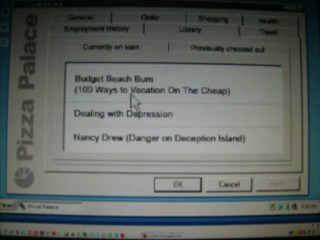 General
Order
Shopping
Health
Employment History
Library
Travel
Currently on loan
Previously checked out
Budget Beach Bum
(100 Ways to Vacation On The Cheap)
Dealing with Depression
Nancy Drew (Danger on Deception Island)
Pizza Palace
OK
Cancel
Apply
Pizza Palace